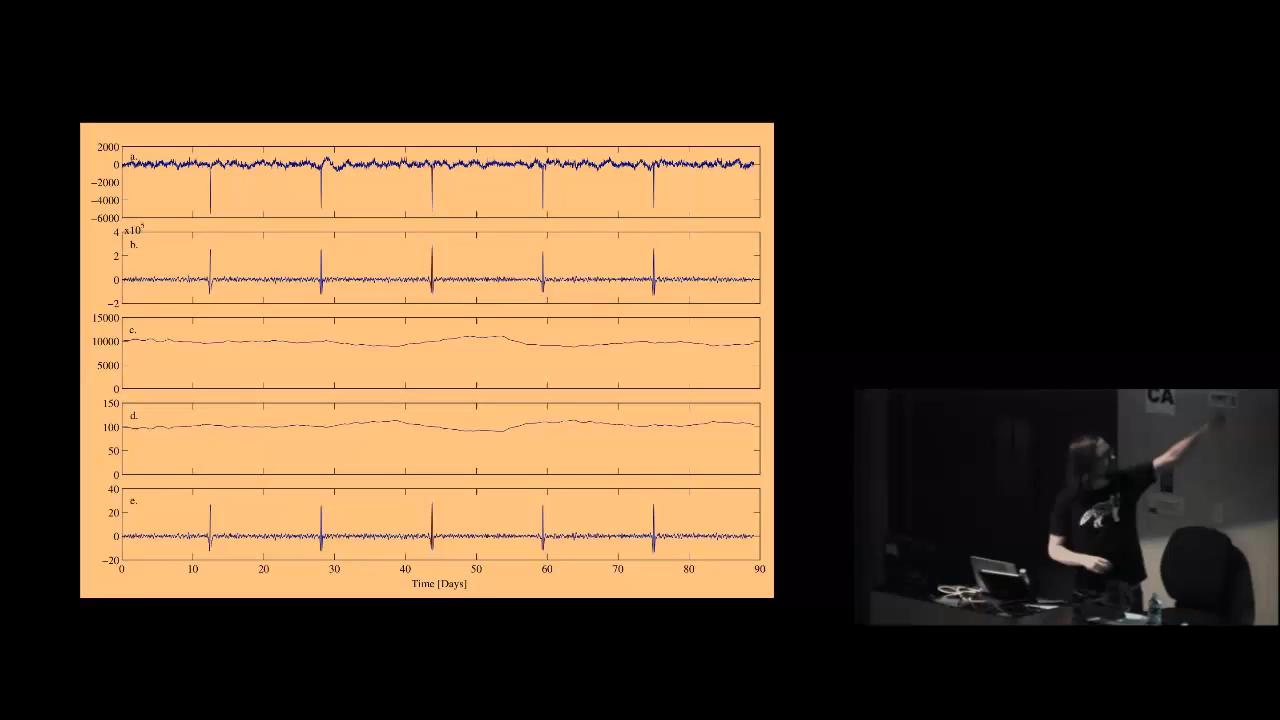 2000
a.
0
−2000
−4000
−6000
x10⁵
4
b.
2
0
−2
15000
c.
10000
5000
0
150
d.
100
50
0
40
e.
20
0
−20
0 10 20 30 40 50 60 70 80 90
Time [Days]
CA